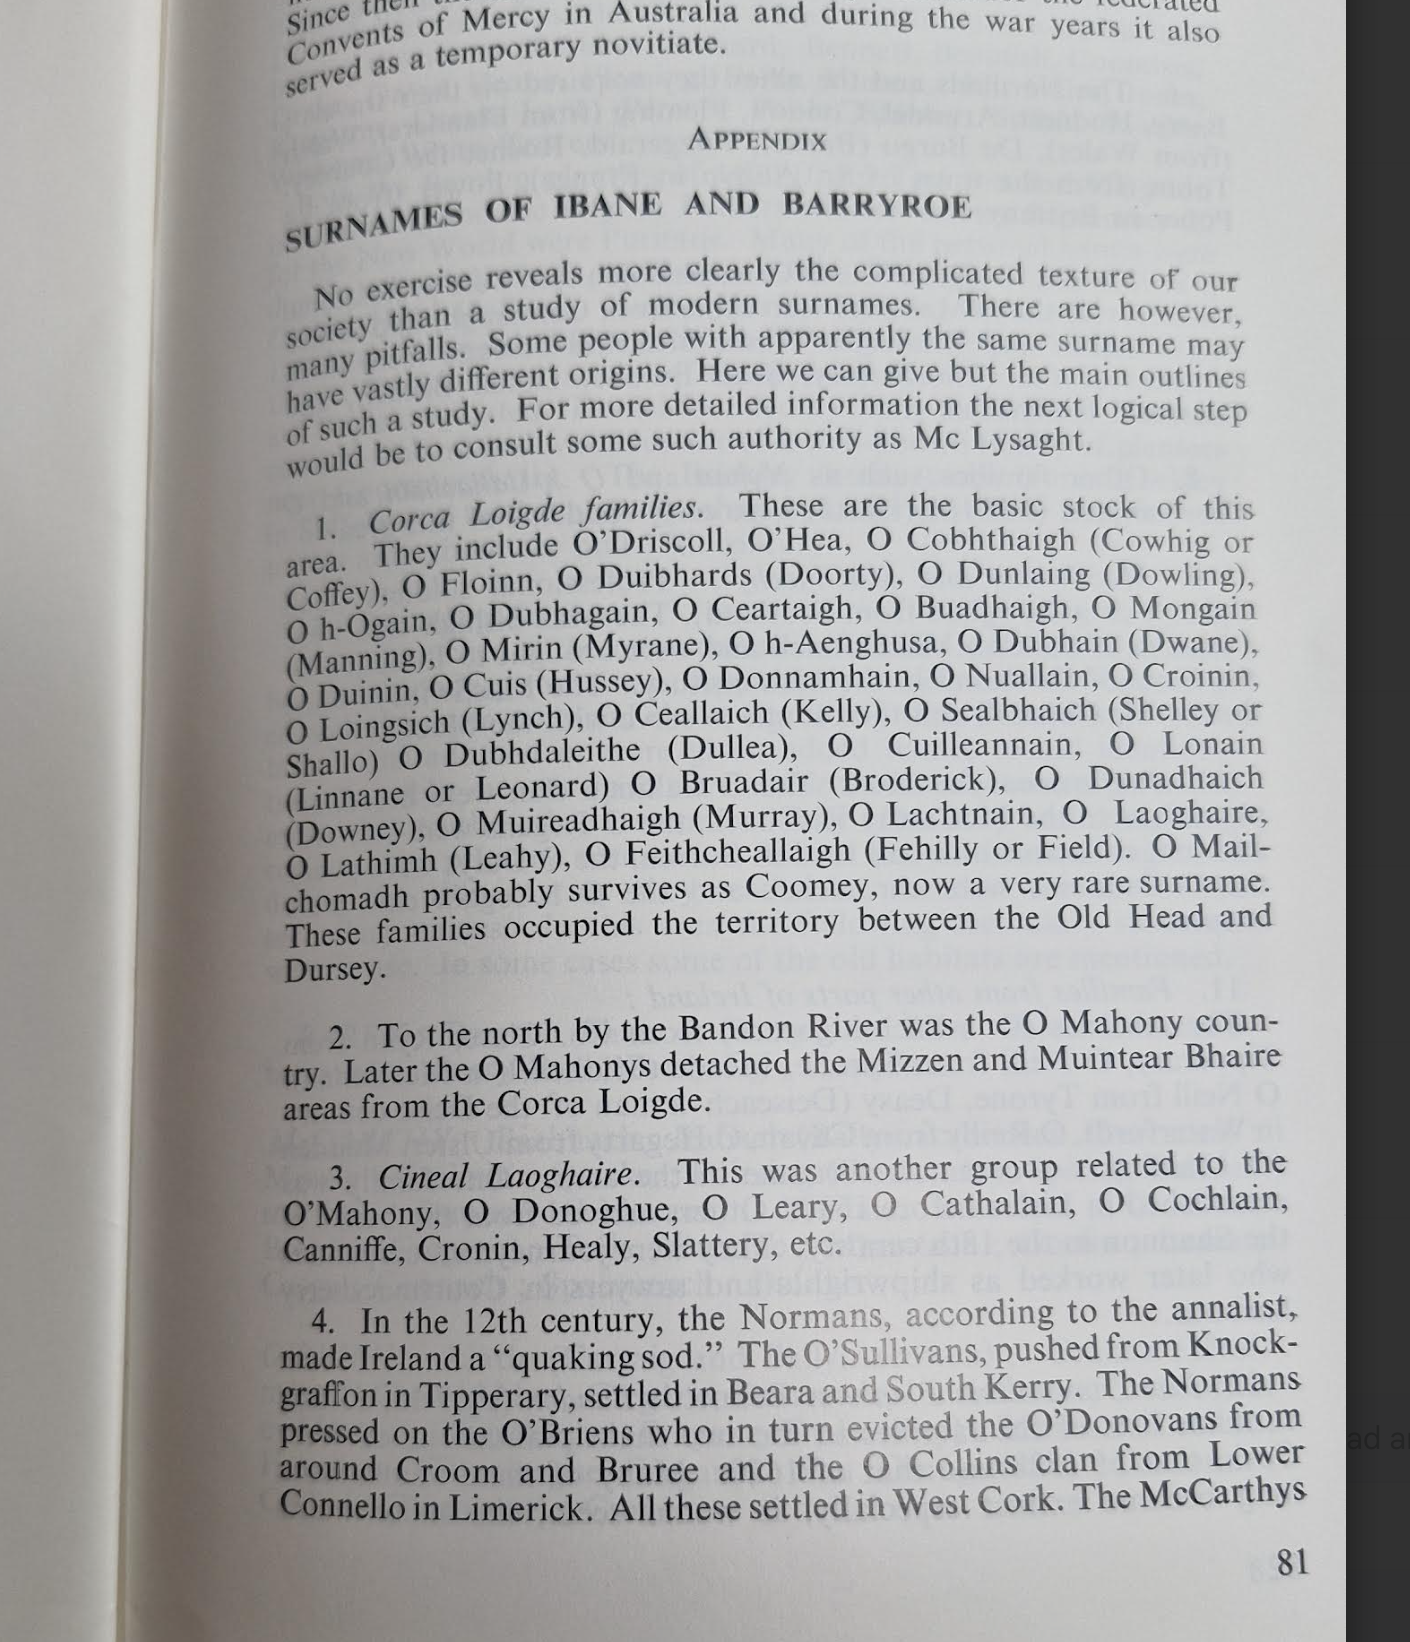 Since then
Convents of Mercy in Australia and during the war years it also
served as a temporary novitiate.
APPENDIX
SURNAMES OF IBANE AND BARRYROE
No exercise reveals more clearly the complicated texture of our
society than a study of modern surnames. There are however,
many pitfalls. Some people with apparently the same surname may
have vastly different origins. Here we can give but the main outlines
of such a study. For more detailed information the next logical step
would be to consult some such authority as Mc Lysaght.
1. Corca Loigde families. These are the basic stock of this
area. They include O'Driscoll, O'Hea, O Cobhthaigh (Cowhig or
Coffey), O Floinn, O Duibhards (Doorty), O Dunlaing (Dowling),
O h-Ogain, O Dubhagain, O Ceartaigh, O Buadhaigh, O Mongain
(Manning), O Mirin (Myrane), O h-Aenghusa, O Dubhain (Dwane),
O Duinin, O Cuis (Hussey), O Donnamhain, O Nuallain, O Croinin,
O Loingsich (Lynch), O Ceallaich (Kelly), O Sealbhaich (Shelley or
Shallo) O Dubhdaleithe (Dullea), O Cuilleannain, O Lonain
(Linnane or Leonard) O Bruadair (Broderick), O Dunadhaich
(Downey), O Muireadhaigh (Murray), O Lachtnain, O Laoghaire,
O Lathimh (Leahy), O Feithcheallaigh (Fehilly or Field). O Mail-
chomadh probably survives as Coomey, now a very rare surname.
These families occupied the territory between the Old Head and
Dursey.
2. To the north by the Bandon River was the O Mahony coun-
try. Later the O Mahonys detached the Mizzen and Muintear Bhaire
areas from the Corca Loigde.
3. Cineal Laoghaire. This was another group related to the
O'Mahony, O Donoghue, O Leary, O Cathalain, O Cochlain,
Canniffe, Cronin, Healy, Slattery, etc.
4. In the 12th century, the Normans, according to the annalist,
made Ireland a “quaking sod.” The O'Sullivans, pushed from Knock-
graffon in Tipperary, settled in Beara and South Kerry. The Normans
pressed on the O'Briens who in turn evicted the O'Donovans from
around Croom and Bruree and the O Collins clan from Lower
Connello in Limerick. All these settled in West Cork. The McCarthys
81